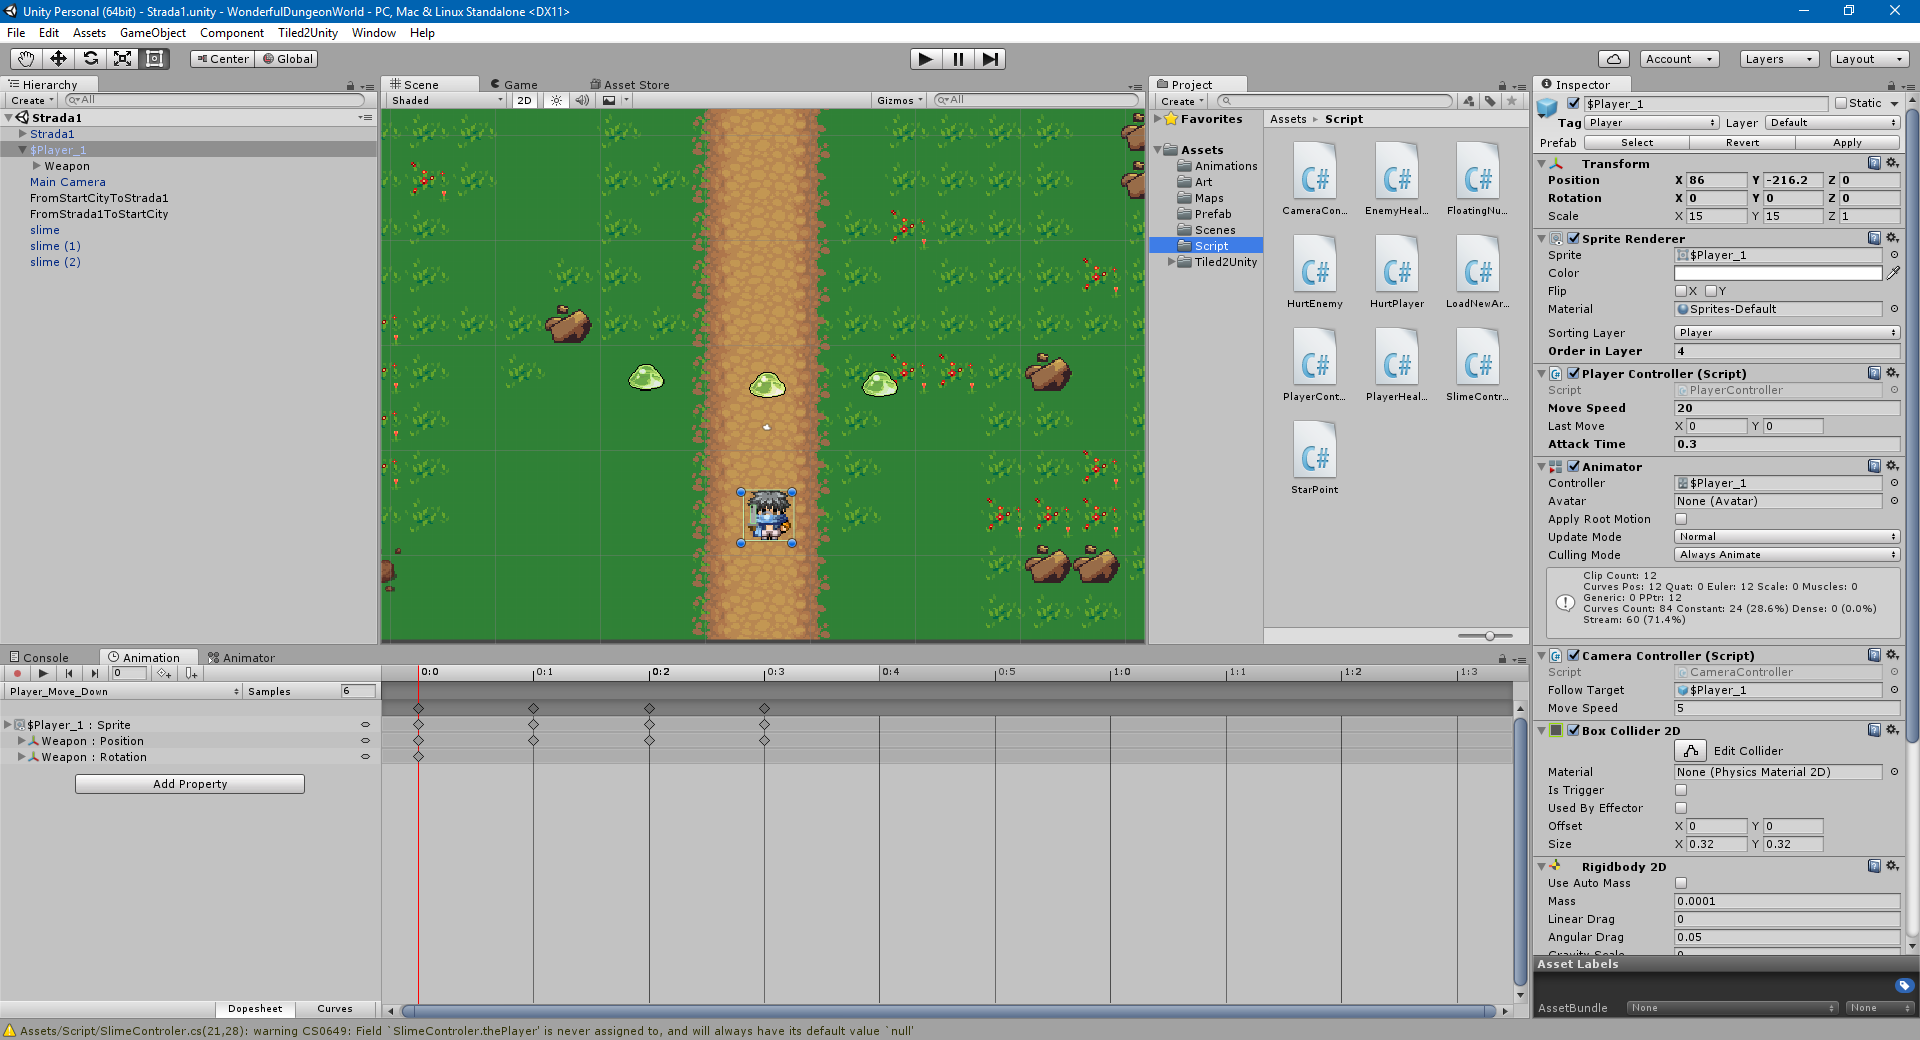 Unity Personal (64bit) - Strada1.unity - WonderfulDungeonWorld - PC, Mac & Linux Standalone <DX11>
File Edit Assets GameObject Component Tiled2Unity Window Help
Center Global
Account Layers Layout
Hierarchy
Create All
Strada1
Strada1
$Player_1
Weapon
Main Camera
FromStartCityToStrada1
FromStrada1ToStartCity
slime
slime (1)
slime (2)
Scene Game Asset Store
Shaded 2D Gizmos All
Project
Create
Favorites
Assets
Animations
Art
Maps
Prefab
Scenes
Script
Tiled2Unity
Assets Script
C# C# C#
CameraCon... EnemyHeal... FloatingNu...
C# C# C#
HurtEnemy HurtPlayer LoadNewAr...
C# C# C#
PlayerCont... PlayerHeal... SlimeContr...
C#
StarPoint
Inspector
$Player_1 Static
Tag Player Layer Default
Prefab Select Revert Apply
Transform
Position X 86 Y -216.2 Z 0
Rotation X 0 Y 0 Z 0
Scale X 15 Y 15 Z 1
Sprite Renderer
Sprite $Player_1
Color
Flip X Y
Material Sprites-Default
Sorting Layer Player
Order in Layer 4
Player Controller (Script)
Script PlayerController
Move Speed 20
Last Move X 0 Y 0
Attack Time 0.3
Animator
Controller $Player_1
Avatar None (Avatar)
Apply Root Motion
Update Mode Normal
Culling Mode Always Animate
Clip Count: 12
Curves Pos: 12 Quat: 0 Euler: 12 Scale: 0 Muscles: 0
Generic: 0 PPtr: 12
Curves Count: 84 Constant: 24 (28.6%) Dense: 0 (0.0%)
Stream: 60 (71.4%)
Camera Controller (Script)
Script CameraController
Follow Target $Player_1
Move Speed 5
Box Collider 2D
Edit Collider
Material None (Physics Material 2D)
Is Trigger
Used By Effector
Offset X 0 Y 0
Size X 0.32 Y 0.32
Rigidbody 2D
Use Auto Mass
Mass 0.0001
Linear Drag 0
Angular Drag 0.05
Gravity Scale 0
Asset Labels
AssetBundle None None
Console Animation Animator
0 0:0 0:1 0:2 0:3 0:4 0:5 1:0 1:1 1:2 1:3
Player_Move_Down Samples 6
$Player_1 : Sprite
Weapon : Position
Weapon : Rotation
Add Property
Dopesheet Curves
Assets/Script/SlimeControler.cs(21,28): warning CS0649: Field `SlimeControler.thePlayer' is never assigned to, and will always have its default value `null'